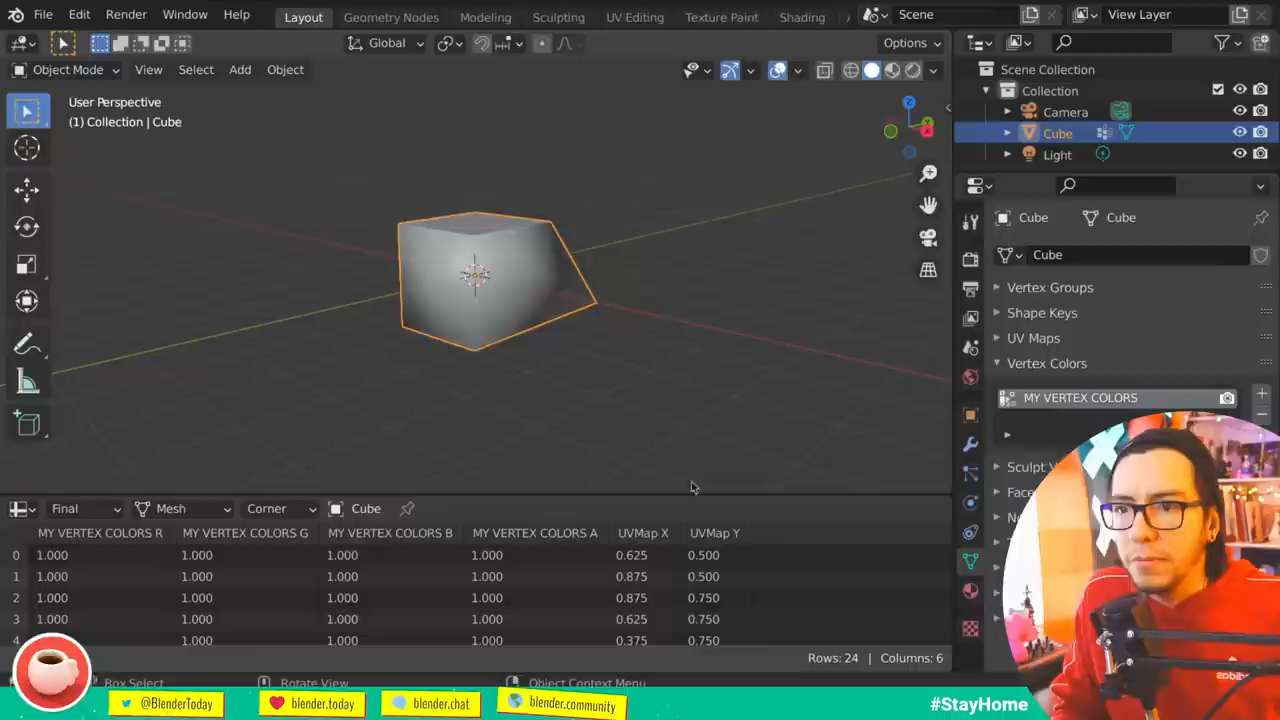 File Edit Render Window Help Layout Geometry Nodes Modeling Sculpting UV Editing Texture Paint Shading Scene View Layer
Global Options
Object Mode View Select Add Object
User Perspective
(1) Collection | Cube
Scene Collection
Collection
Camera
Cube
Light
Cube Cube
Cube
Vertex Groups
Shape Keys
UV Maps
Vertex Colors
MY VERTEX COLORS
Final Mesh Corner Cube
MY VERTEX COLORS R MY VERTEX COLORS G MY VERTEX COLORS B MY VERTEX COLORS A UVMap X UVMap Y
0 1.000 1.000 1.000 1.000 0.625 0.500
1 1.000 1.000 1.000 1.000 0.875 0.500
2 1.000 1.000 1.000 1.000 0.875 0.750
3 1.000 1.000 1.000 1.000 0.625 0.750
4 1.000 1.000 1.000 0.375 0.750
Rows: 24 | Columns: 6
Box Select Rotate View Object Context Menu
@BlenderToday blender.today blender.chat blender.community #StayHome
adidas